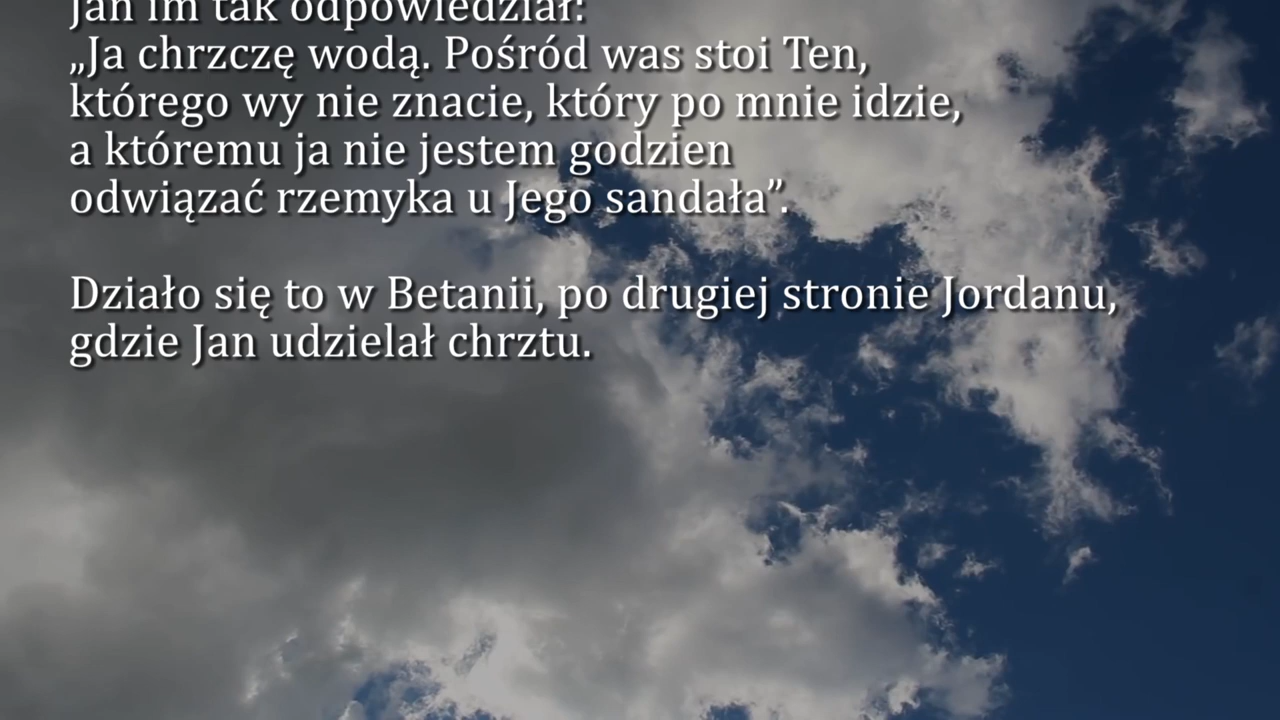 Jan im tak odpowiedział:
„Ja chrzczę wodą. Pośród was stoi Ten,
którego wy nie znacie, który po mnie idzie,
a któremu ja nie jestem godzien
odwiązać rzemyka u Jego sandała”.
Działo się to w Betanii, po drugiej stronie Jordanu,
gdzie Jan udzielał chrztu.